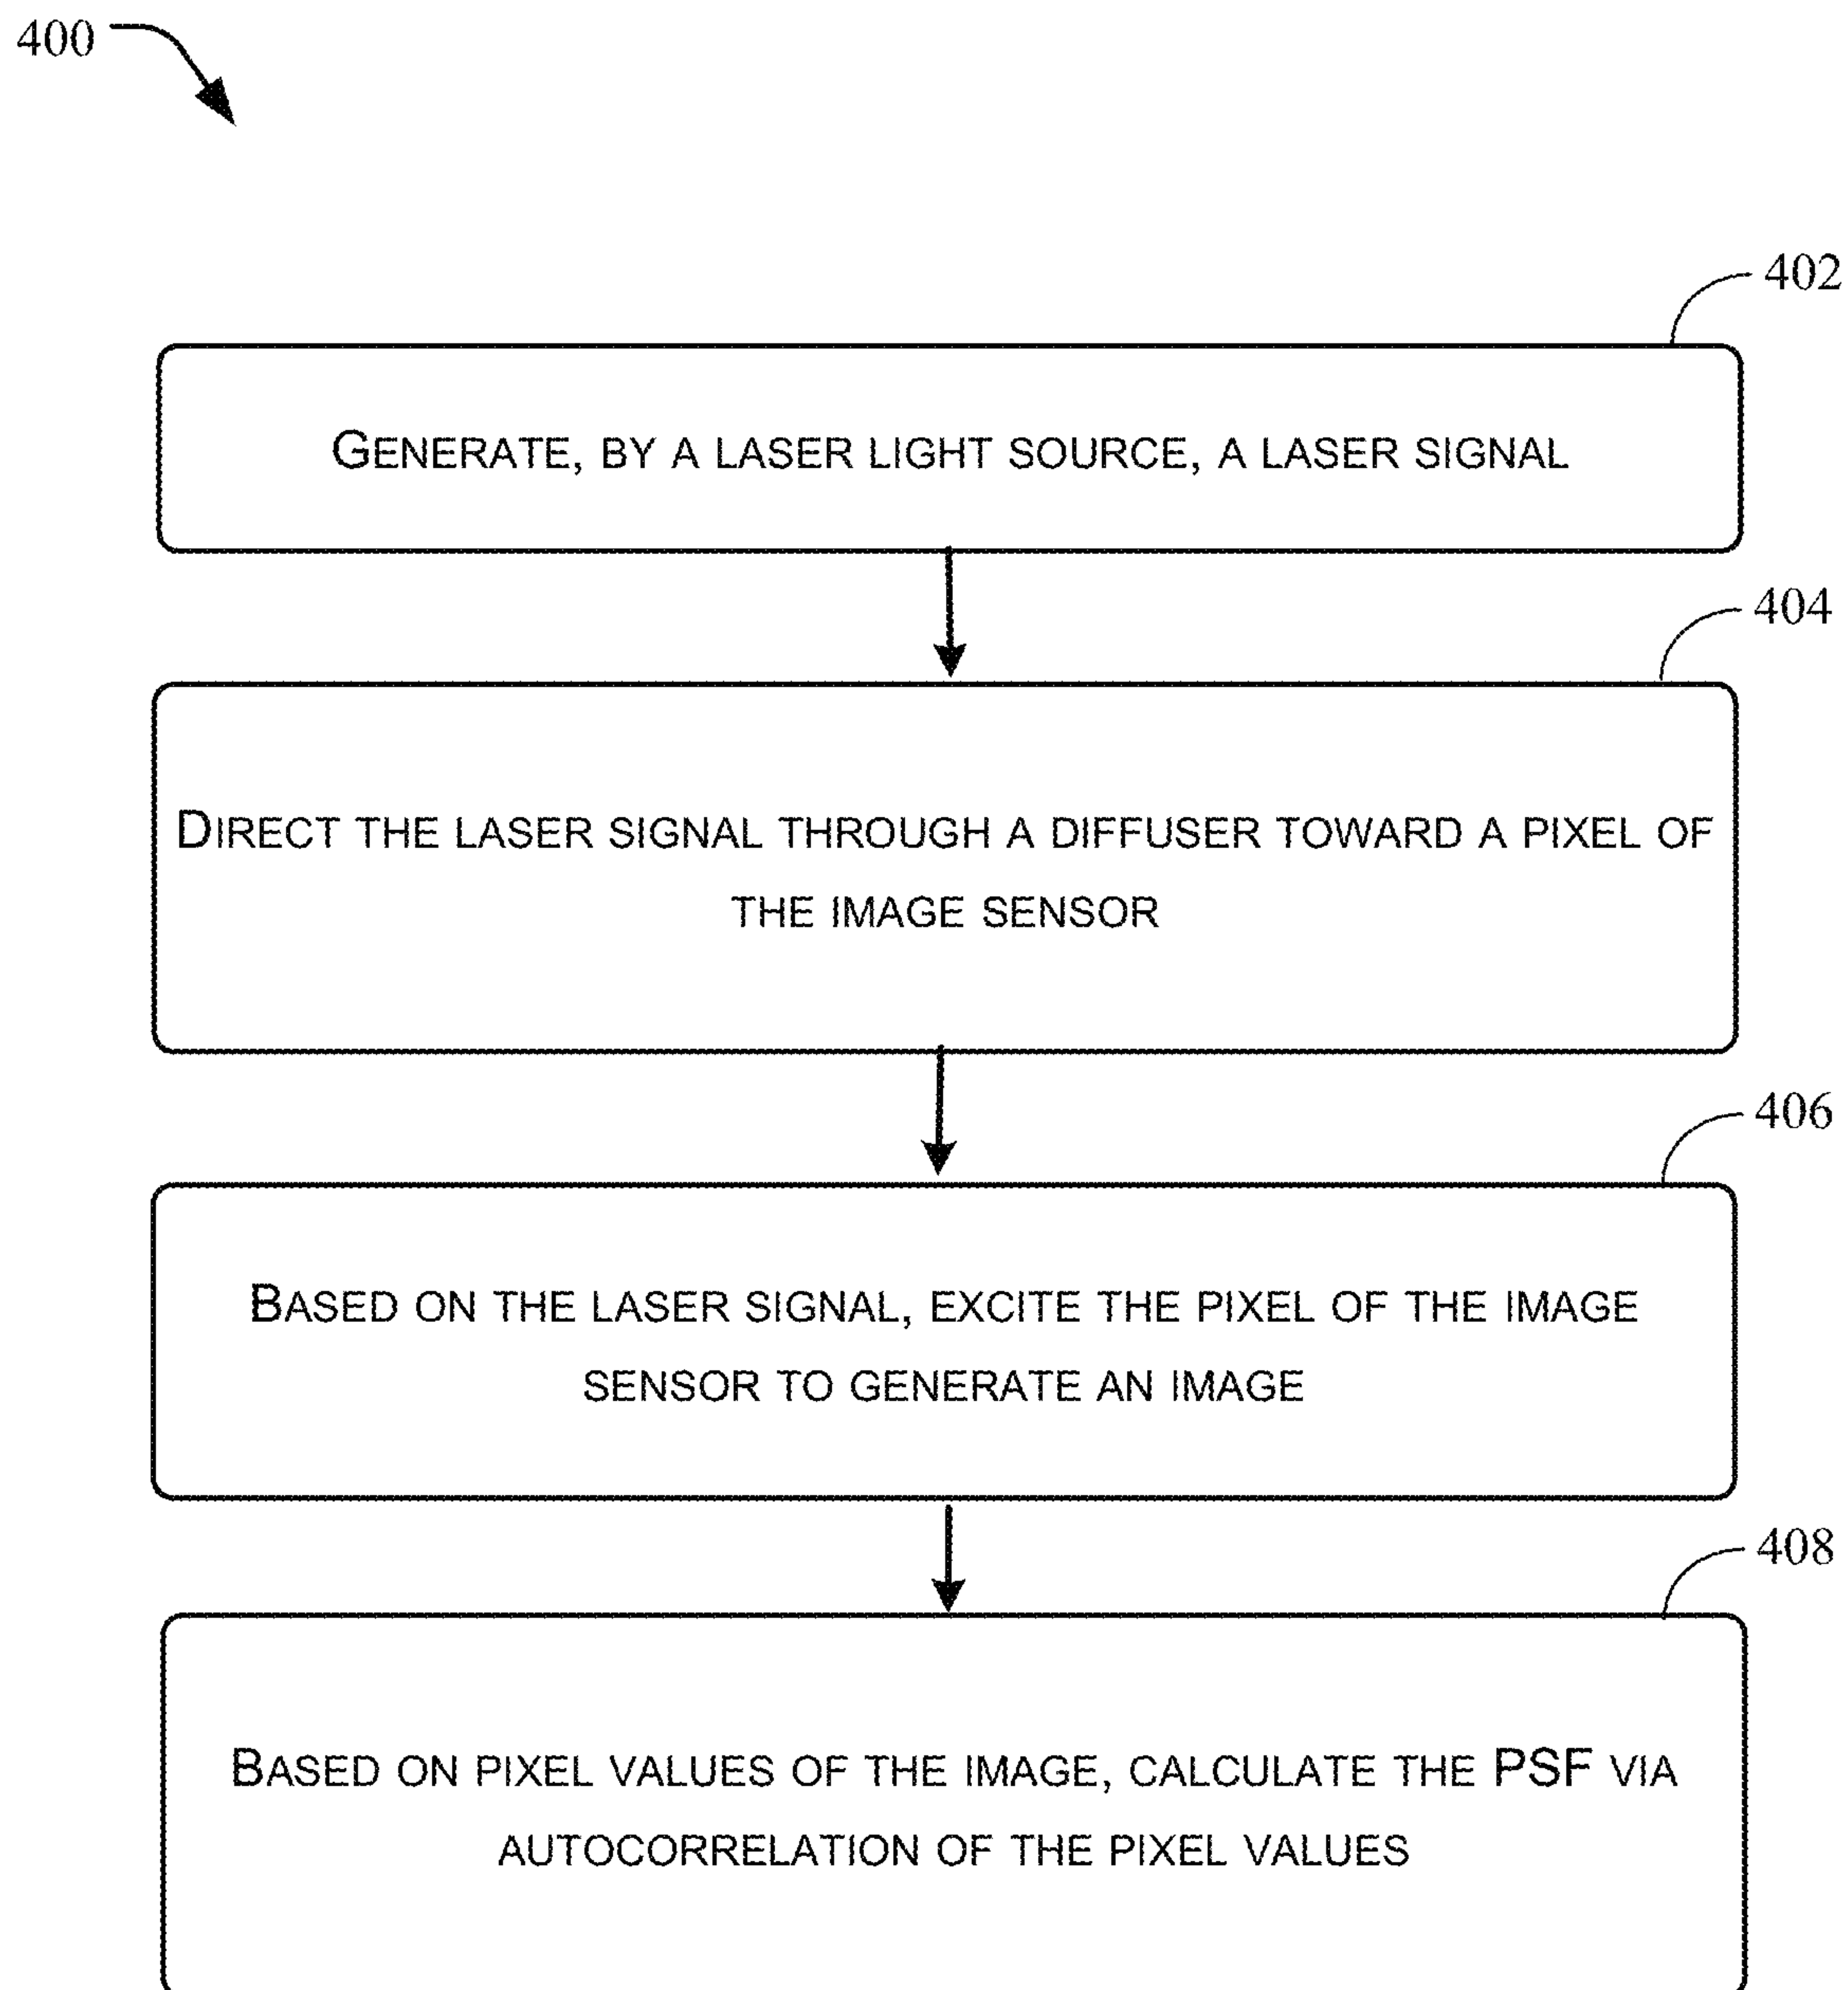 400
402
GENERATE, BY A LASER LIGHT SOURCE, A LASER SIGNAL
404
DIRECT THE LASER SIGNAL THROUGH A DIFFUSER TOWARD A PIXEL OF
THE IMAGE SENSOR
406
BASED ON THE LASER SIGNAL, EXCITE THE PIXEL OF THE IMAGE
SENSOR TO GENERATE AN IMAGE
408
BASED ON PIXEL VALUES OF THE IMAGE, CALCULATE THE PSF VIA
AUTOCORRELATION OF THE PIXEL VALUES